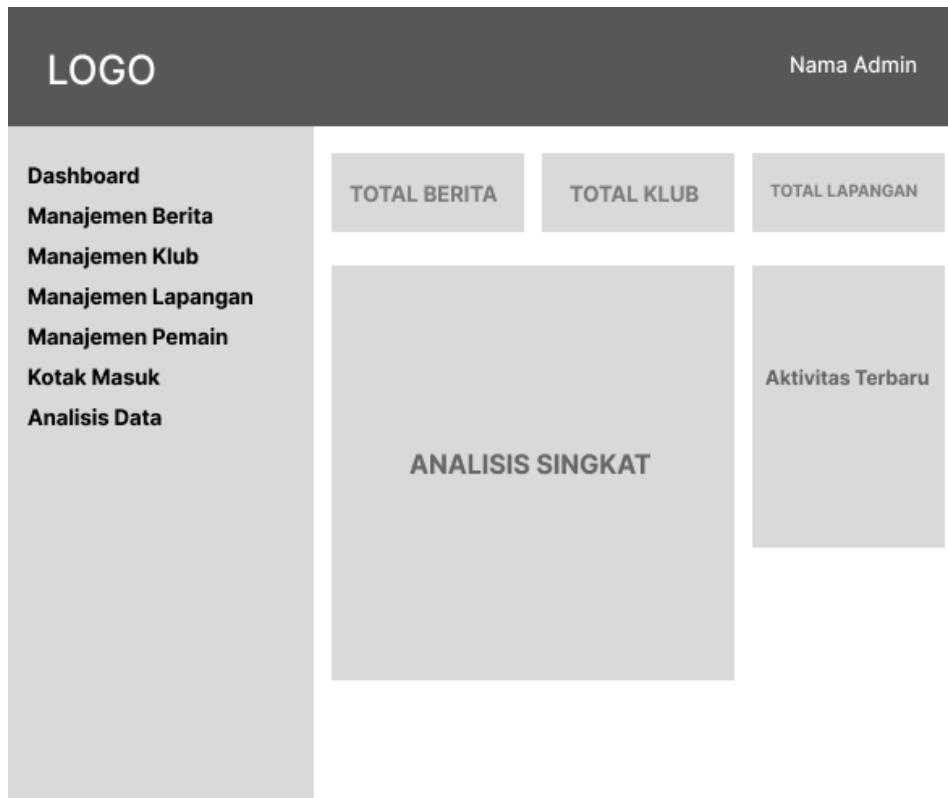 LOGO
Nama Admin
Dashboard
Manajemen Berita
Manajemen Klub
Manajemen Lapangan
Manajemen Pemain
Kotak Masuk
Analisis Data
TOTAL BERITA
TOTAL KLUB
TOTAL LAPANGAN
ANALISIS SINGKAT
Aktivitas Terbaru